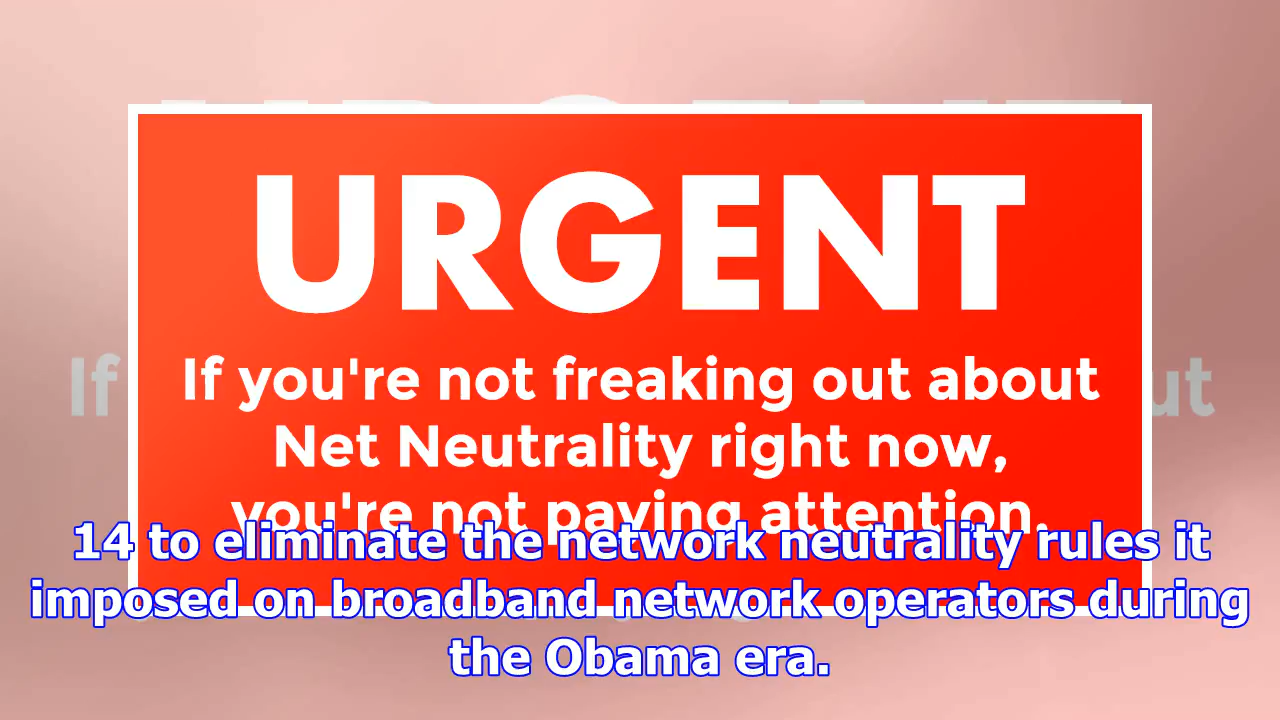 URGENT
If you're not freaking out about
Net Neutrality right now,
you're not paying attention.
14 to eliminate the network neutrality rules it
imposed on broadband network operators during
the Obama era.